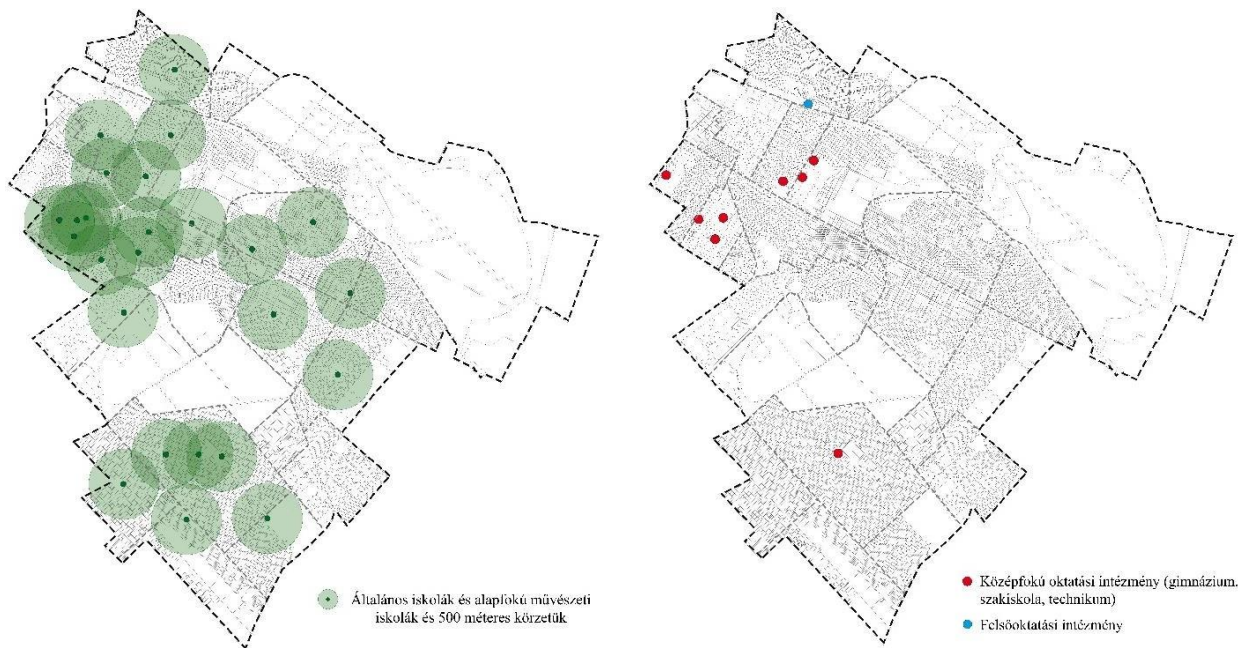 Általános iskolák és alapfokú művészeti
iskolák és 500 méteres körzetük
Középfokú oktatási intézmény (gimnázium.
szakiskola, technikum)
Felsőoktatási intézmény